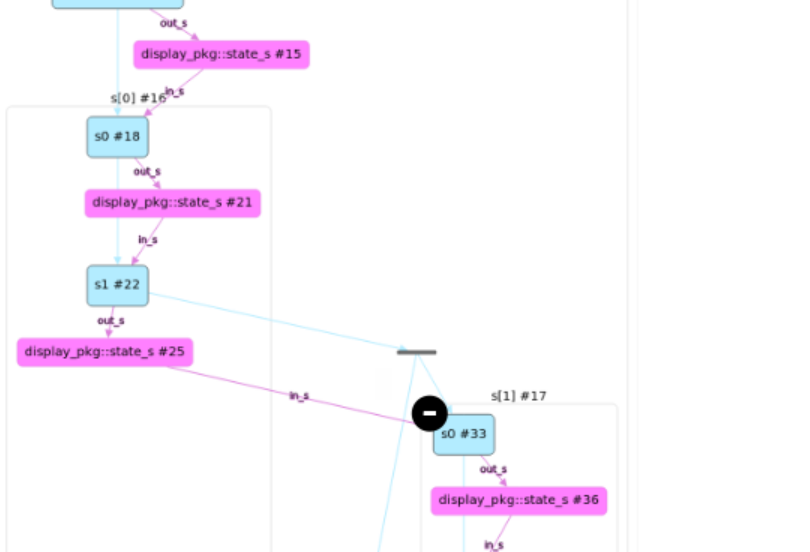 out_s
display_pkg::state_s #15
in_s
s[0] #16
s0 #18
out_s
display_pkg::state_s #21
in_s
s1 #22
out_s
display_pkg::state_s #25
in_s
s[1] #17
s0 #33
out_s
display_pkg::state_s #36
in_s